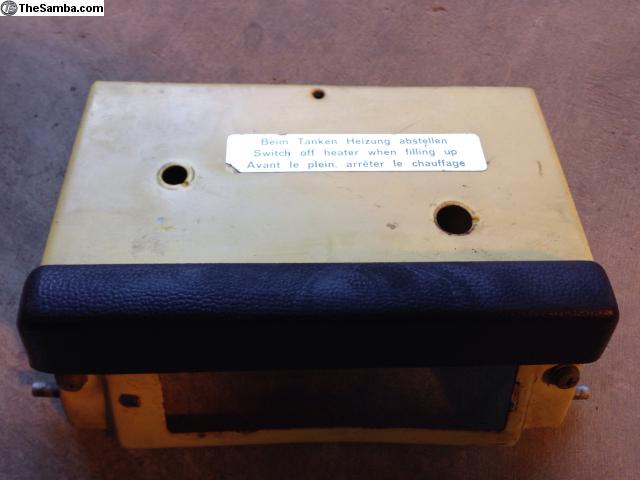 TheSamba.com
Beim Tanken Heizung abstellen
Switch off heater when filling up
Avant le plein, arrêter le chauffage